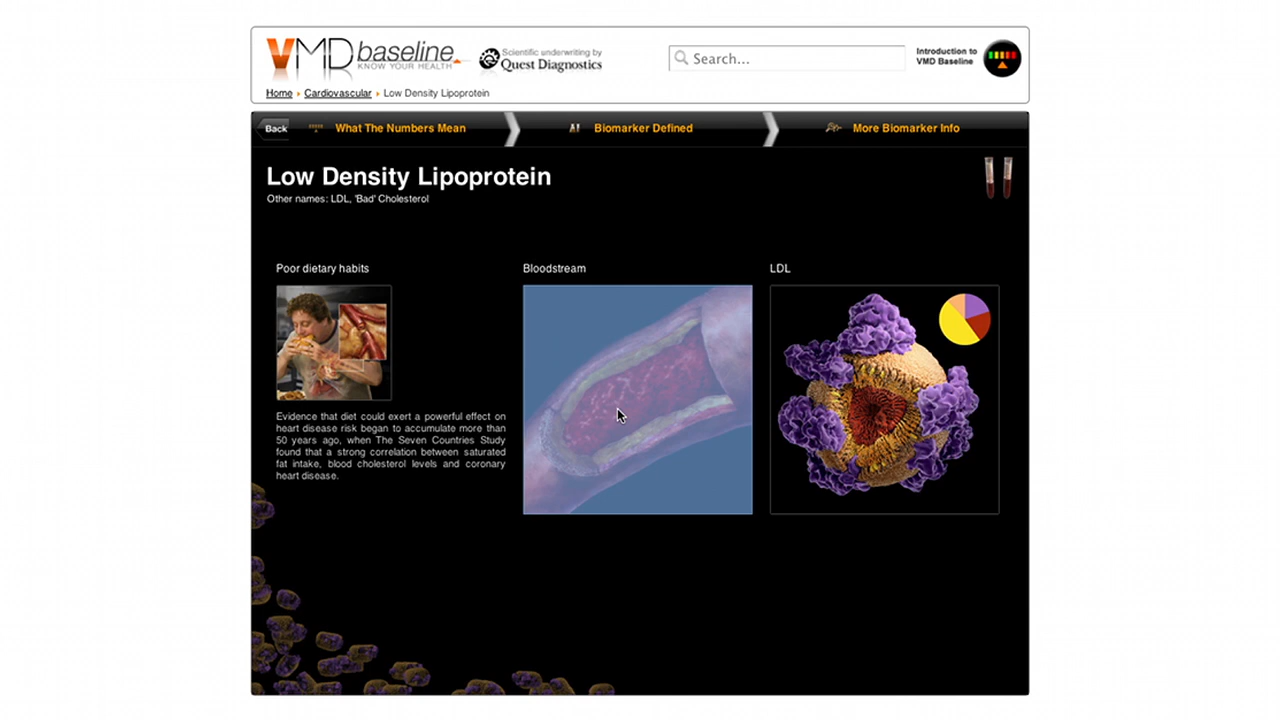 VMD baseline
KNOW YOUR HEALTH
Scientific underwriting by
Quest Diagnostics
Search...
Introduction to
VMD Baseline
Home Cardiovascular Low Density Lipoprotein
Back What The Numbers Mean Biomarker Defined More Biomarker Info
Low Density Lipoprotein
Other names: LDL, 'Bad' Cholesterol
Poor dietary habits
Evidence that diet could exert a powerful effect on
heart disease risk began to accumulate more than
50 years ago, when The Seven Countries Study
found that a strong correlation between saturated
fat intake, blood cholesterol levels and coronary
heart disease.
Bloodstream
LDL